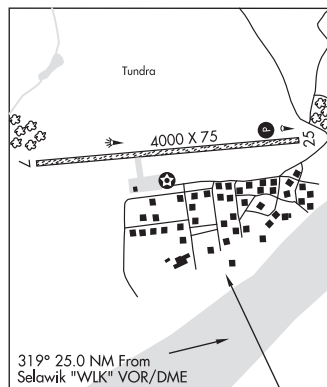 Tundra
4000 X 75
P
7
25
319° 25.0 NM From
Selawik "WLK" VOR/DME